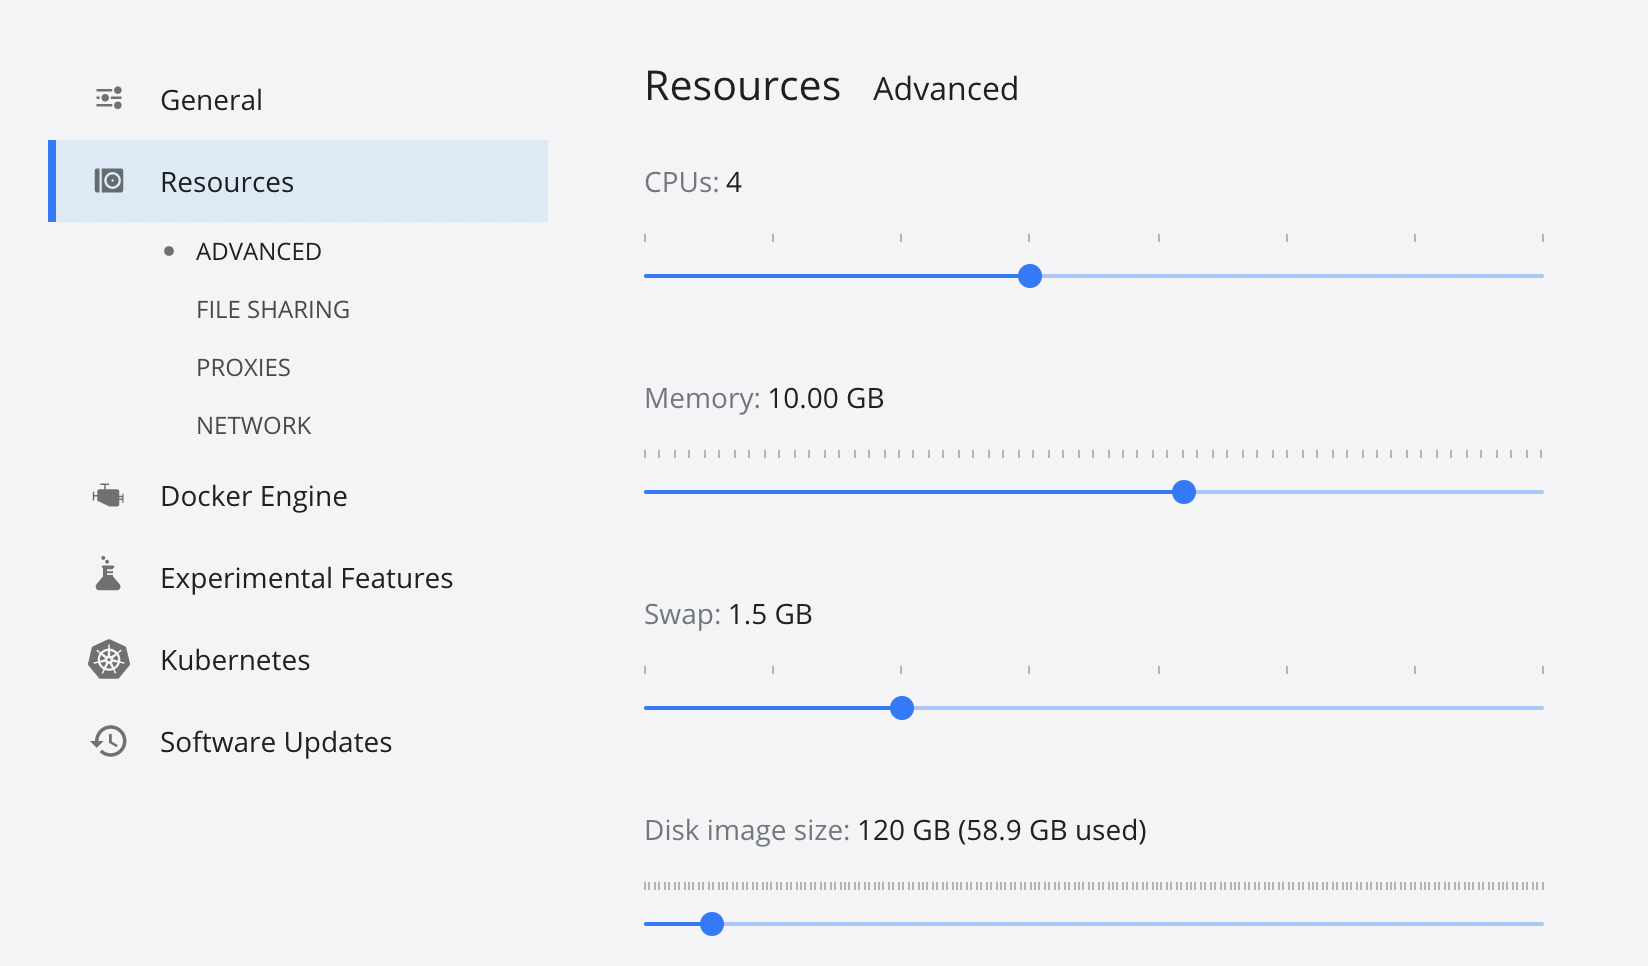 General
Resources
ADVANCED
FILE SHARING
PROXIES
NETWORK
Docker Engine
Experimental Features
Kubernetes
Software Updates
Resources Advanced
CPUs: 4
Memory: 10.00 GB
Swap: 1.5 GB
Disk image size: 120 GB (58.9 GB used)